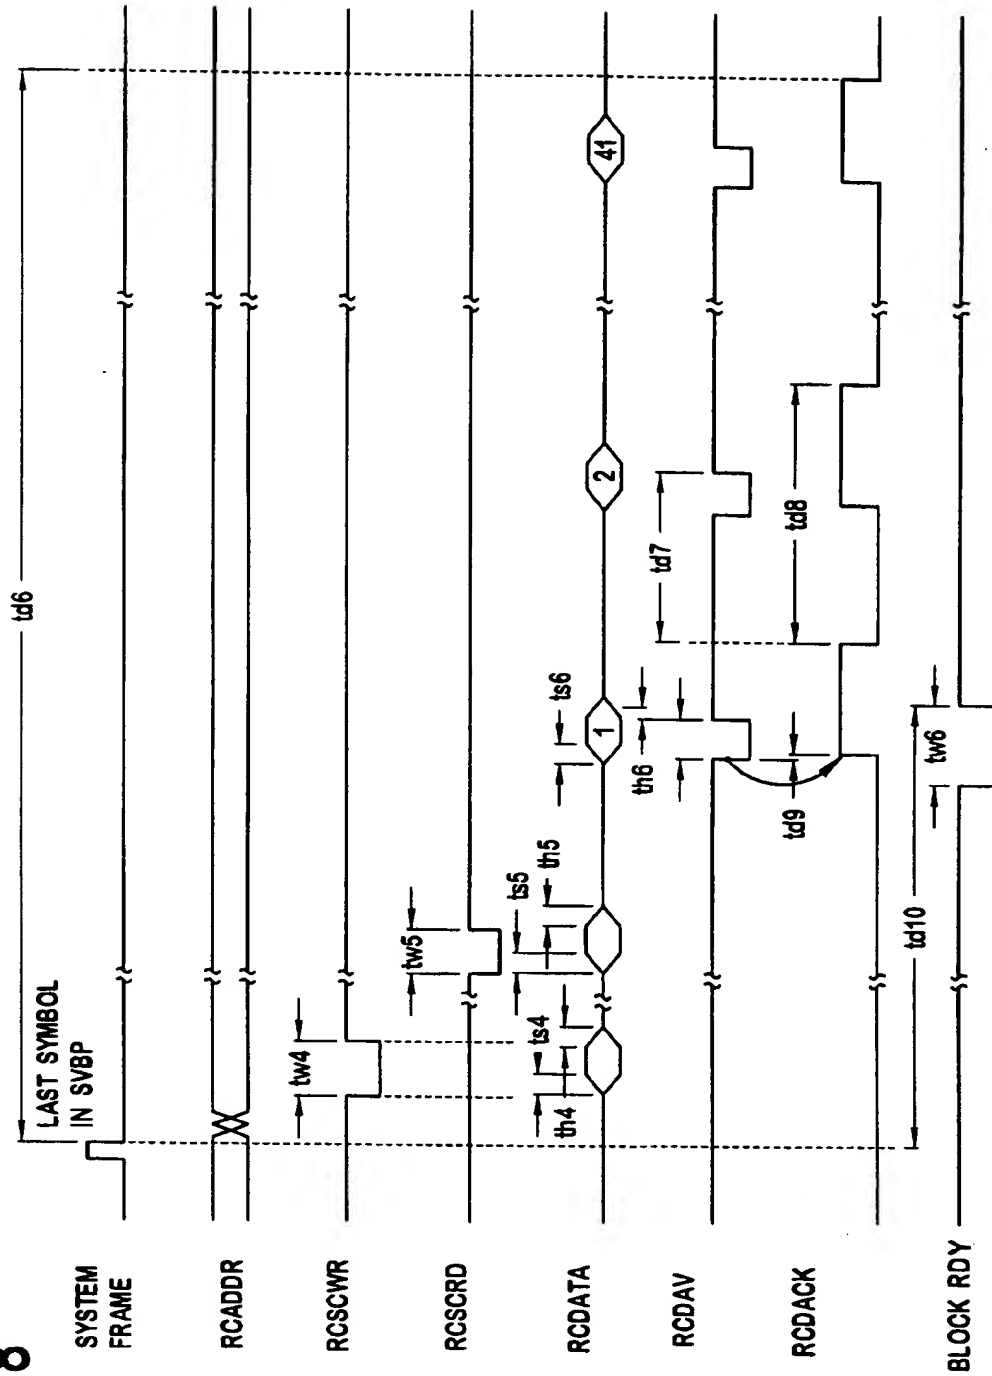 8
SYSTEM
FRAME
LAST SYMBOL
IN SVBP
td6
RCADDR
RCSCWR
tw4
RCSCRD
tw5
RCDATA
th4
ts4
ts5
th5
1
ts6
2
41
RCDAV
th6
td7
RCDACK
td9
td8
BLOCK RDY
td10
tw6